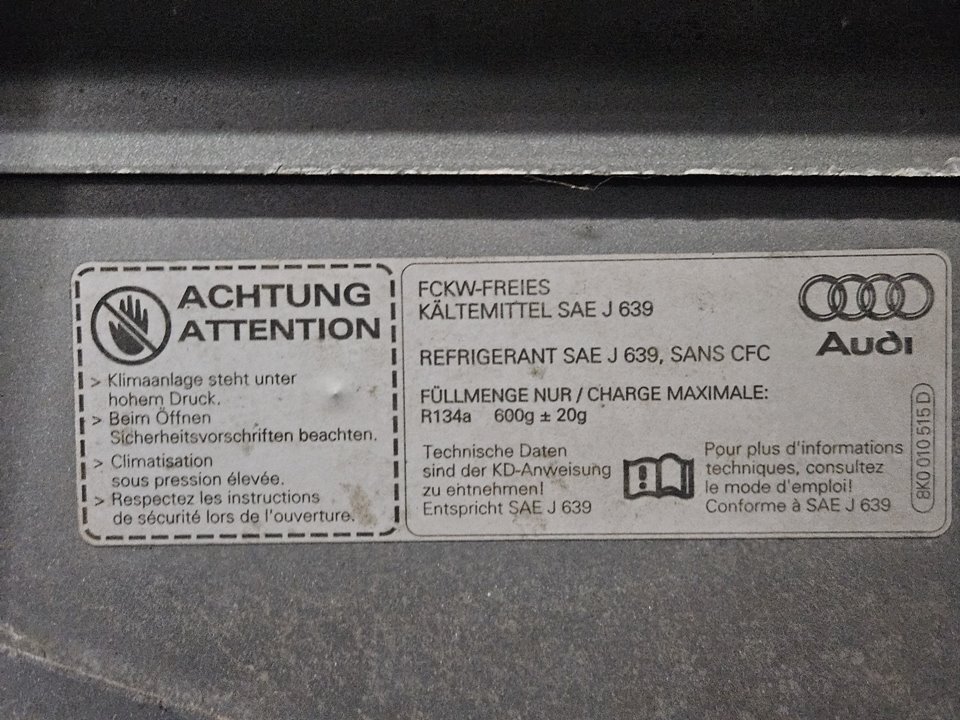 ACHTUNG
ATTENTION
> Klimaanlage steht unter
hohem Druck.
> Beim Öffnen
Sicherheitsvorschriften beachten.
> Climatisation
sous pression élevée.
> Respectez les instructions
de sécurité lors de l'ouverture.
FCKW-FREIES
KÄLTEMITTEL SAE J 639
REFRIGERANT SAE J 639, SANS CFC
FÜLLMENGE NUR / CHARGE MAXIMALE:
R134a 600g ± 20g
Technische Daten
sind der KD-Anweisung
zu entnehmen!
Entspricht SAE J 639
Pour plus d'informations
techniques, consultez
le mode d'emploi!
Conforme à SAE J 639
Audi
8K0 010 515 D